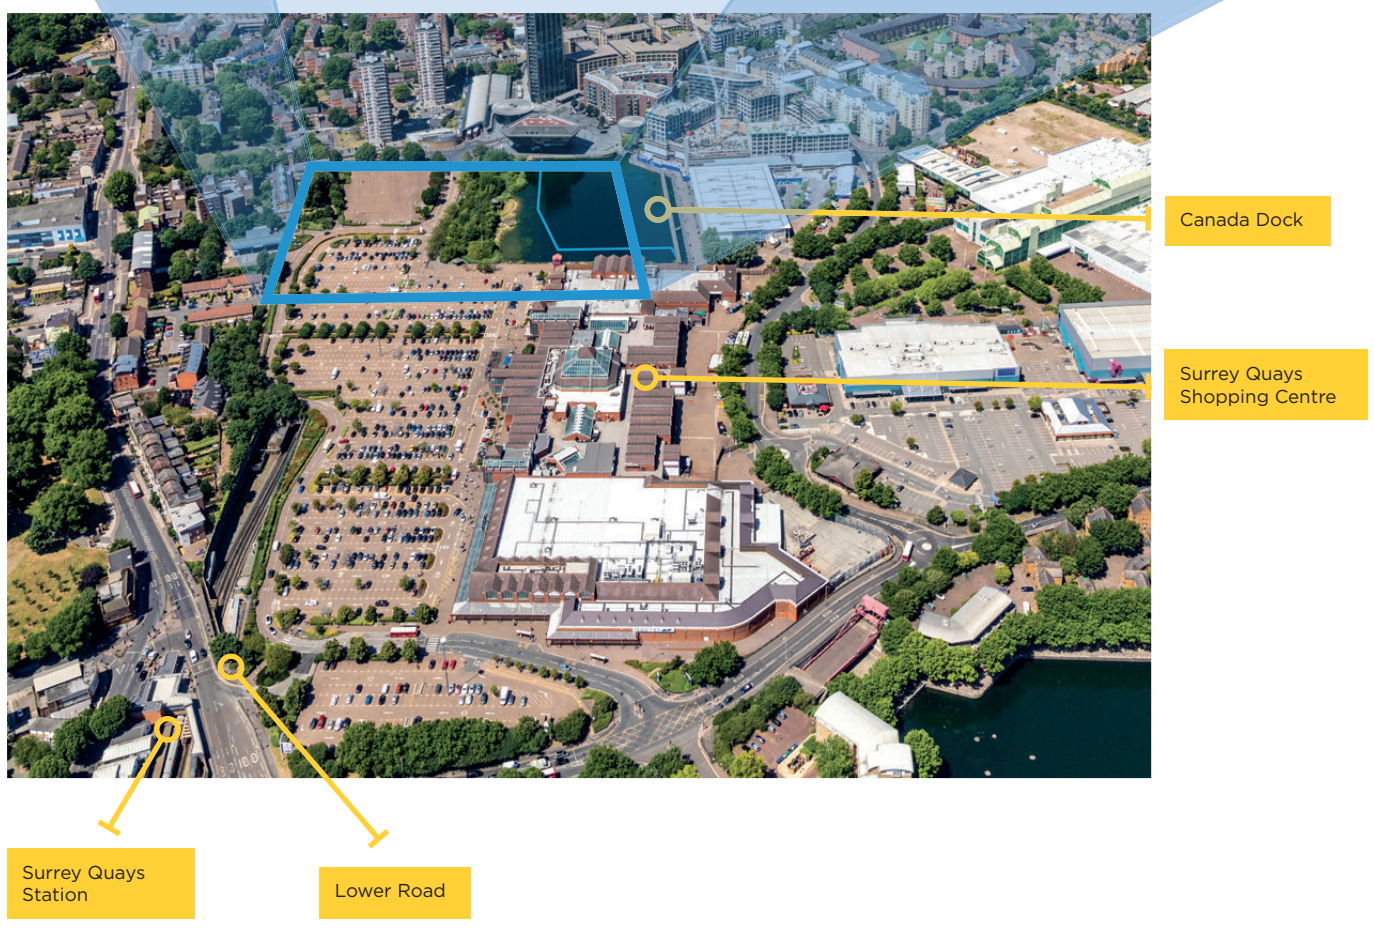 Canada Dock
Surrey Quays
Shopping Centre
Surrey Quays
Station
Lower Road